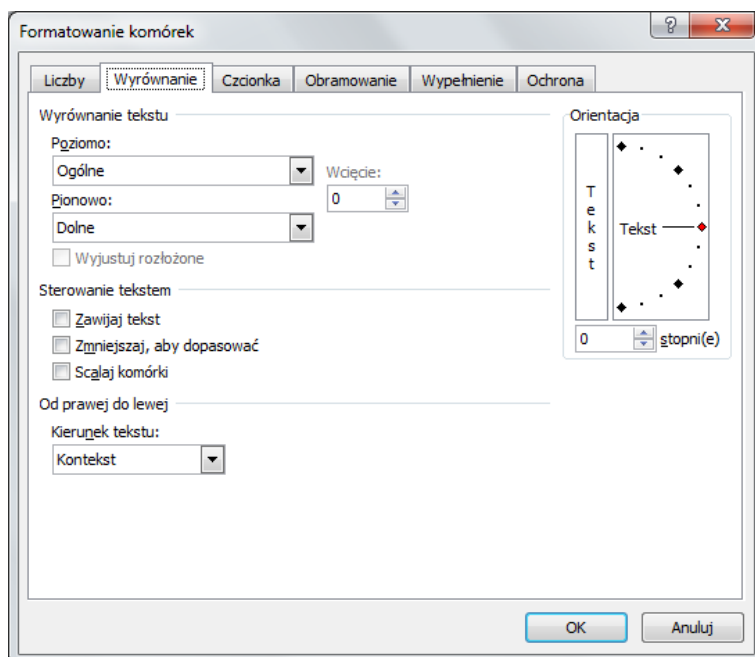 Formatowanie komórek
Liczby Wyrównanie Czcionka Obramowanie Wypełnienie Ochrona
Wyrównanie tekstu
Poziomo:
Ogólne
Wcięcie:
0
Pionowo:
Dolne
Wyjustuj rozłożone
Sterowanie tekstem
Zawijaj tekst
Zmniejszaj, aby dopasować
Scalaj komórki
Od prawej do lewej
Kierunek tekstu:
Kontekst
Orientacja
Tekst
Tekst
0 stopni(e)
OK Anuluj